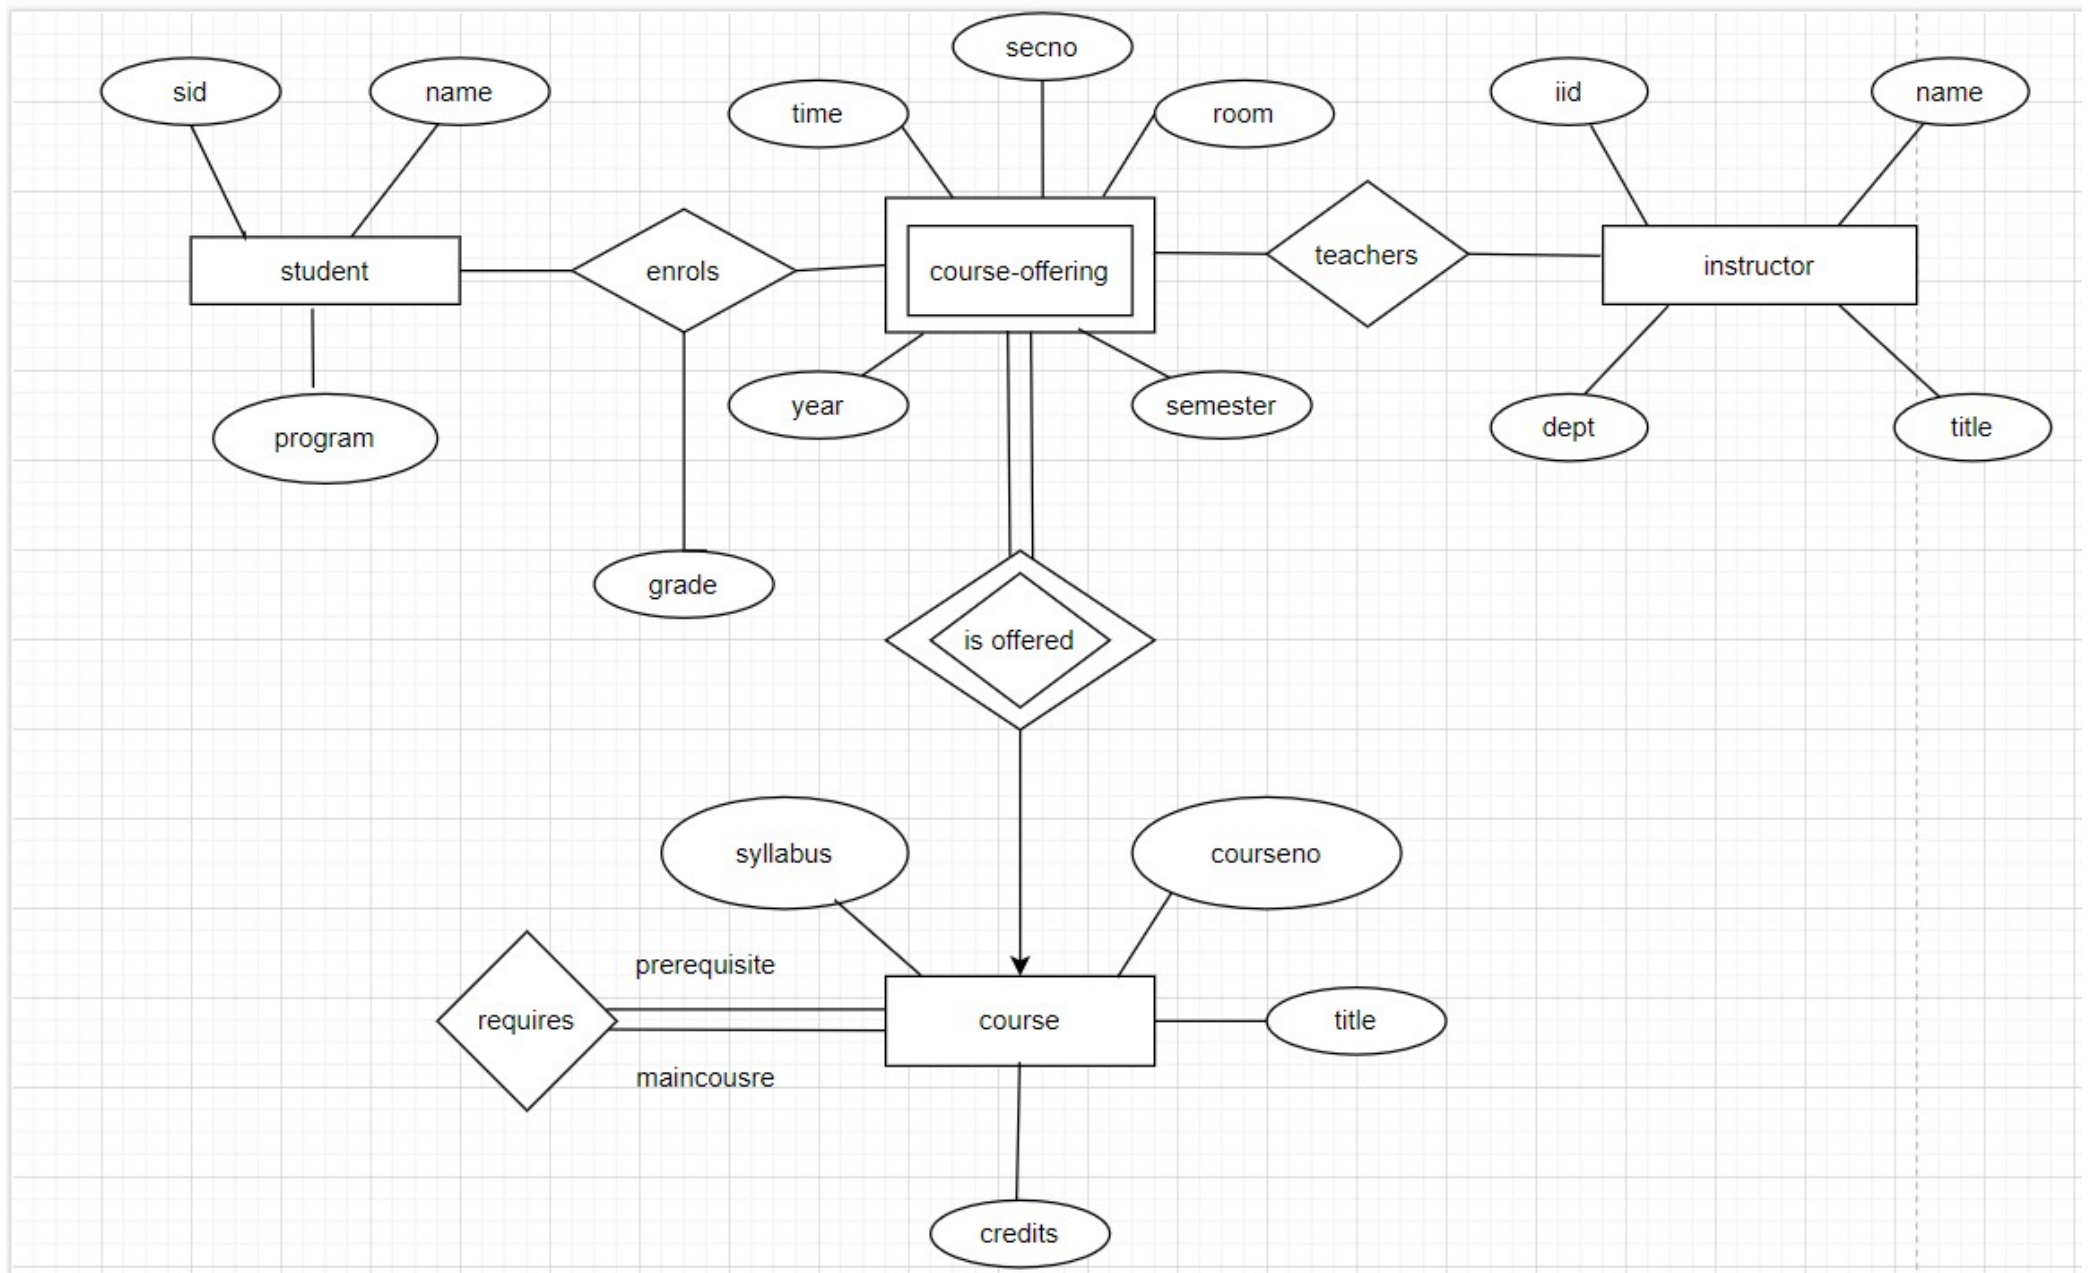 secno
sid
name
time
room
iid
name
student
enrols
course-offering
teachers
instructor
program
year
semester
dept
title
grade
is offered
syllabus
courseno
prerequisite
requires
course
title
maincousre
credits